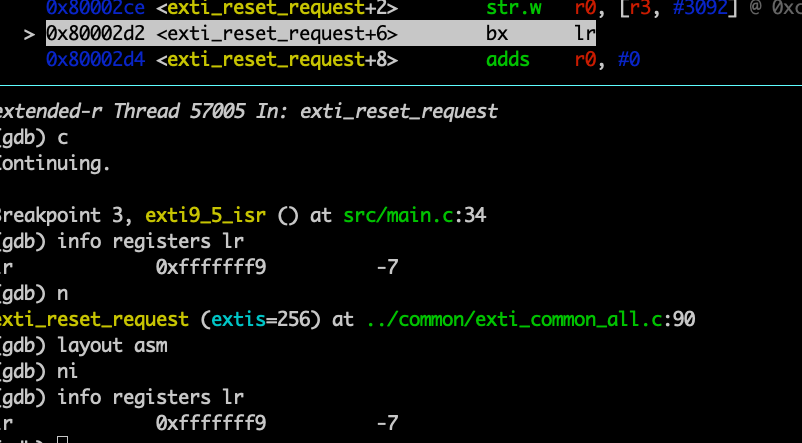 0x80002ce <exti_reset_request+2> str.w r0, [r3, #3092] @ 0xc
> 0x80002d2 <exti_reset_request+6> bx lr
0x80002d4 <exti_reset_request+8> adds r0, #0
extended-r Thread 57005 In: exti_reset_request
(gdb) c
Continuing.
Breakpoint 3, exti9_5_isr () at src/main.c:34
(gdb) info registers lr
lr 0xfffffff9 -7
(gdb) n
exti_reset_request (extis=256) at ../common/exti_common_all.c:90
(gdb) layout asm
(gdb) ni
(gdb) info registers lr
lr 0xfffffff9 -7
(gdb)